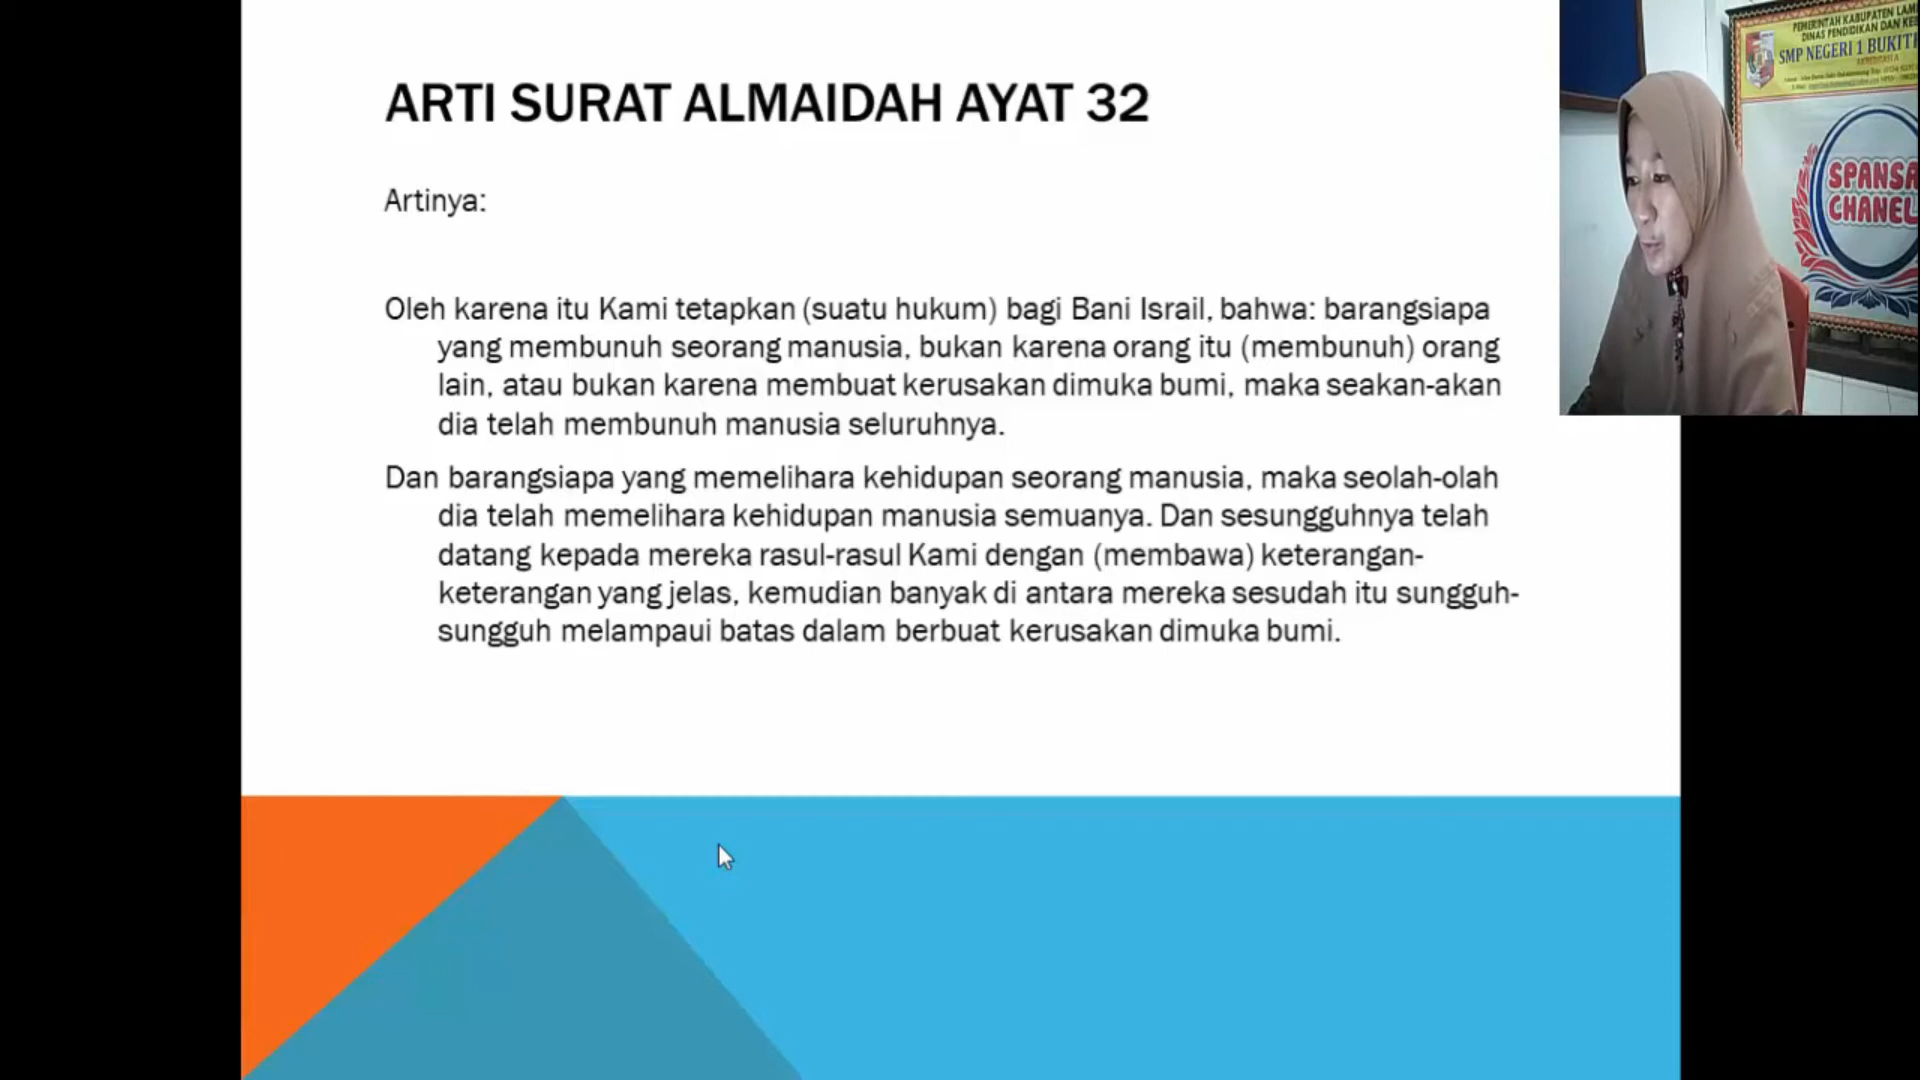 ARTI SURAT ALMAIDAH AYAT 32
Artinya:
Oleh karena itu Kami tetapkan (suatu hukum) bagi Bani Israil, bahwa: barangsiapa
yang membunuh seorang manusia, bukan karena orang itu (membunuh) orang
lain, atau bukan karena membuat kerusakan dimuka bumi, maka seakan-akan
dia telah membunuh manusia seluruhnya.
Dan barangsiapa yang memelihara kehidupan seorang manusia, maka seolah-olah
dia telah memelihara kehidupan manusia semuanya. Dan sesungguhnya telah
datang kepada mereka rasul-rasul Kami dengan (membawa) keterangan-
keterangan yang jelas, kemudian banyak di antara mereka sesudah itu sungguh-
sungguh melampaui batas dalam berbuat kerusakan dimuka bumi.
PEMERINTAH KABUPATEN LAM
DINAS PENDIDIKAN DAN KE
SMP NEGERI 1 BUKIT
SPANSA
CHANEL